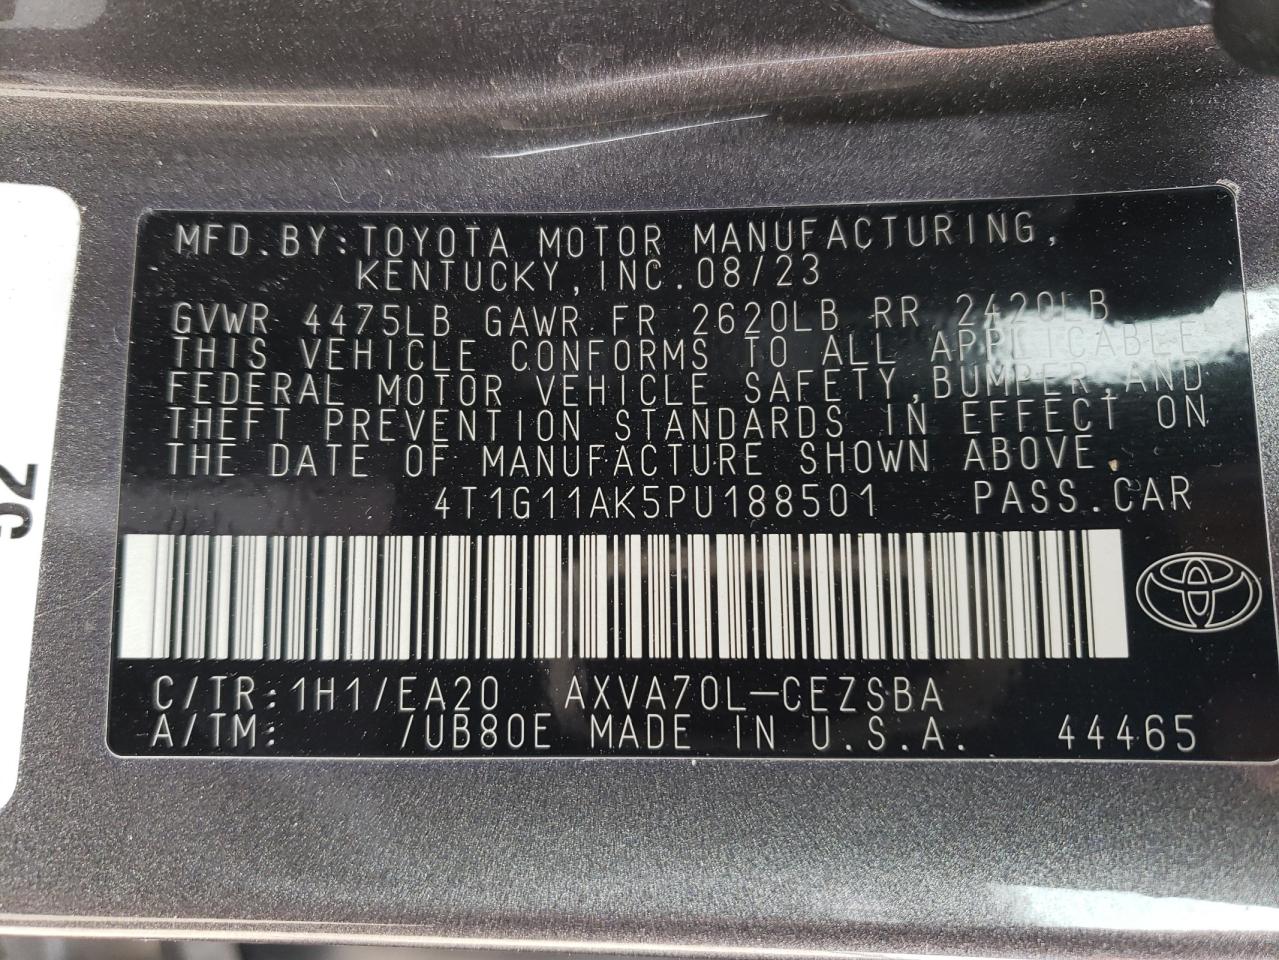 MFD.BY:TOYOTA MOTOR MANUFACTURING,
KENTUCKY,INC.08/23
GVWR 4475LB GAWR FR 2620LB RR 2420LB
THIS VEHICLE CONFORMS TO ALL APPLICABLE
FEDERAL MOTOR VEHICLE SAFETY,BUMPER,AND
THEFT PREVENTION STANDARDS IN EFFECT ON
THE DATE OF MANUFACTURE SHOWN ABOVE.
4T1G11AK5PU188501 PASS.CAR
C/TR:1H1/EA20 AXVA70L-CEZSBA
A/TM: /UB80E MADE IN U.S.A. 44465